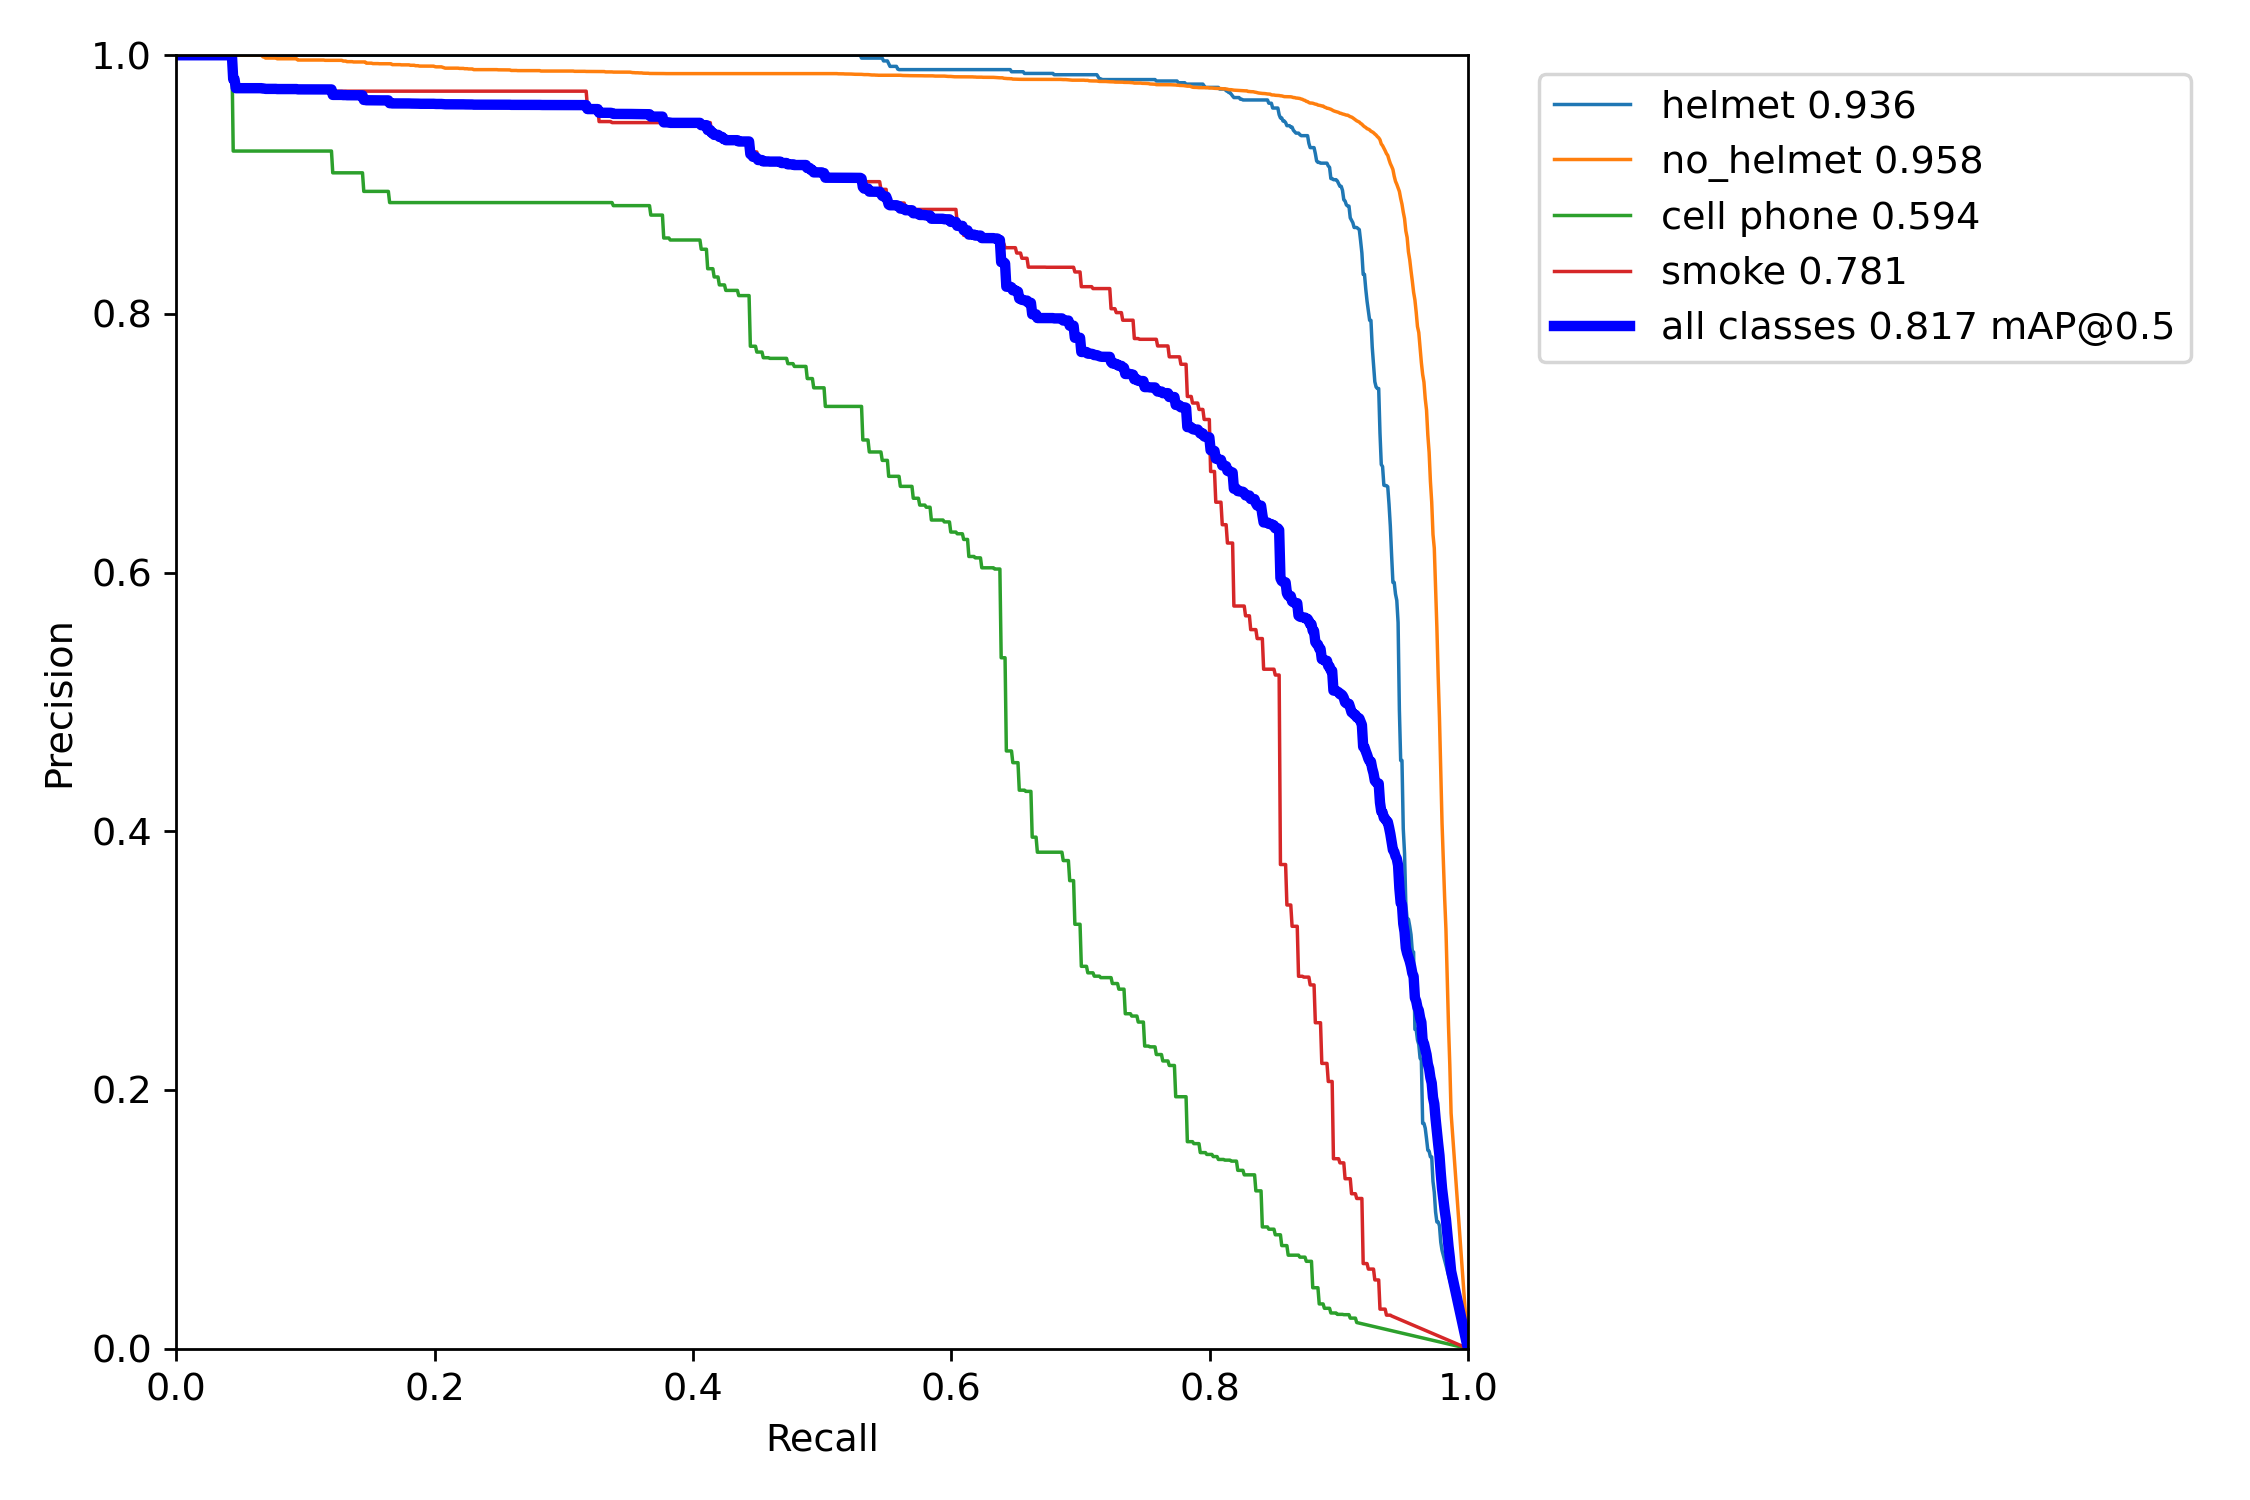 1.0
0.8
0.6
0.4
0.2
0.0
Precision
0.0 0.2 0.4 0.6 0.8 1.0
Recall
helmet 0.936
no_helmet 0.958
cell phone 0.594
smoke 0.781
all classes 0.817 mAP@0.5